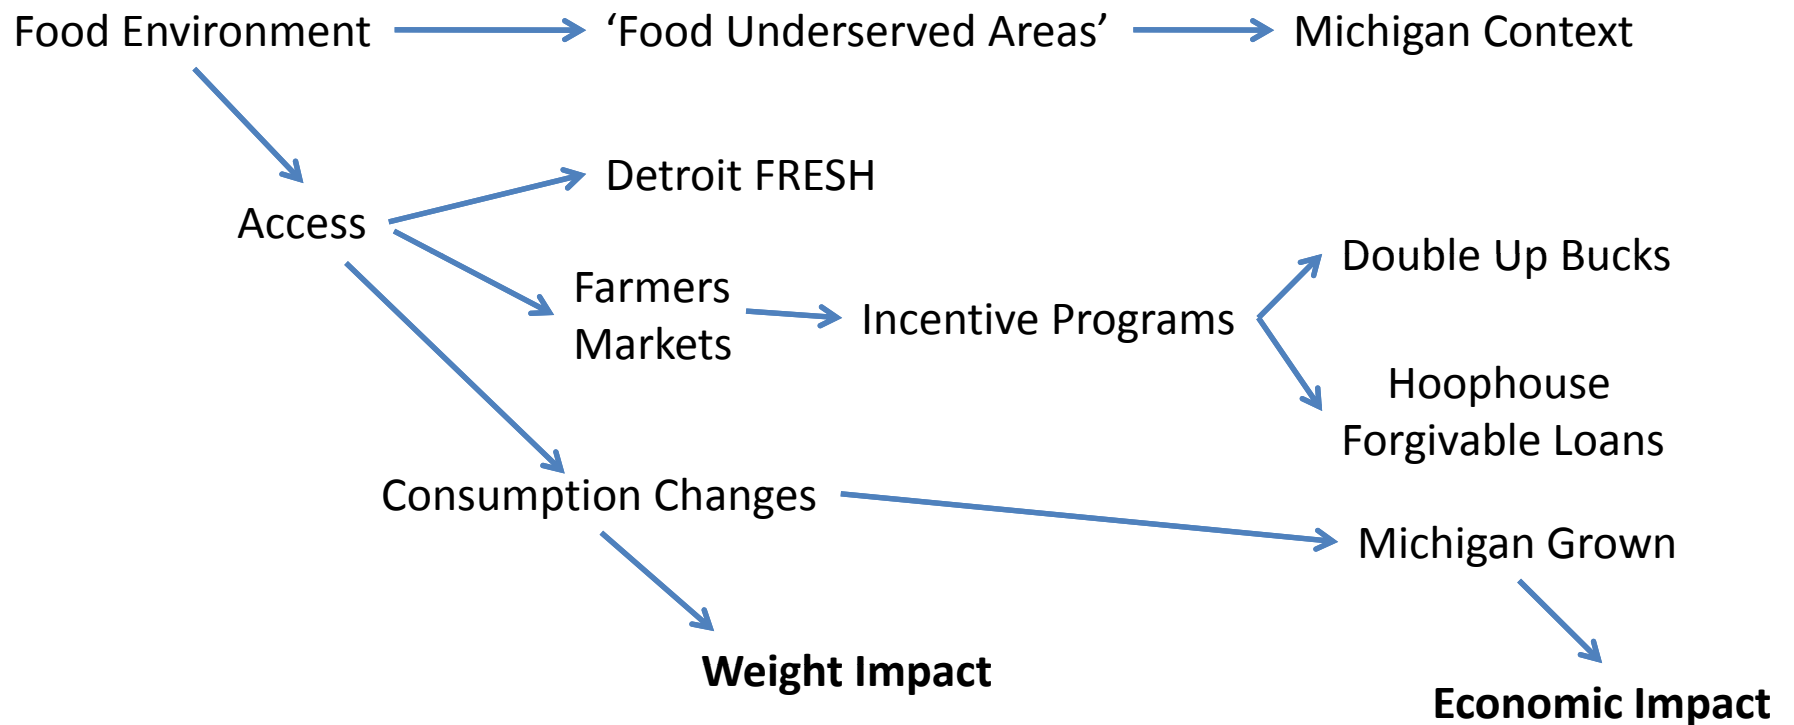 Food Environment
‘Food Underserved Areas’
Michigan Context
Detroit FRESH
Access
Double Up Bucks
Farmers
Markets
Incentive Programs
Hoophouse
Forgivable Loans
Consumption Changes
Michigan Grown
Weight Impact
Economic Impact